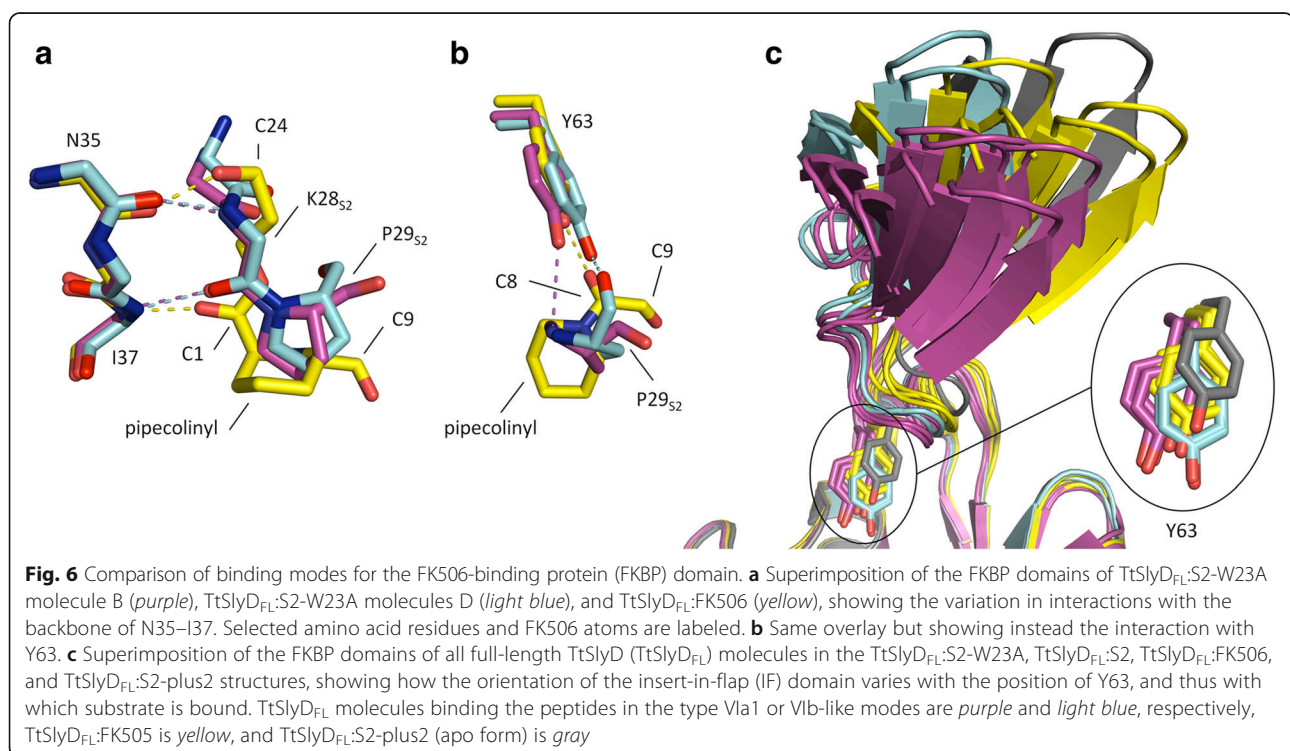 a
b
c
N35
C24
K28S2
P29S2
I37
C1
C9
pipecolinyl
Y63
C8
C9
P29S2
pipecolinyl
Y63
Fig. 6 Comparison of binding modes for the FK506-binding protein (FKBP) domain. a Superimposition of the FKBP domains of TtSlyDFL:S2-W23A
molecule B (purple), TtSlyDFL:S2-W23A molecules D (light blue), and TtSlyDFL:FK506 (yellow), showing the variation in interactions with the
backbone of N35–I37. Selected amino acid residues and FK506 atoms are labeled. b Same overlay but showing instead the interaction with
Y63. c Superimposition of the FKBP domains of all full-length TtSlyD (TtSlyDFL) molecules in the TtSlyDFL:S2-W23A, TtSlyDFL:S2, TtSlyDFL:FK506,
and TtSlyDFL:S2-plus2 structures, showing how the orientation of the insert-in-flap (IF) domain varies with the position of Y63, and thus with
which substrate is bound. TtSlyDFL molecules binding the peptides in the type VIa1 or VIb-like modes are purple and light blue, respectively,
TtSlyDFL:FK505 is yellow, and TtSlyDFL:S2-plus2 (apo form) is gray